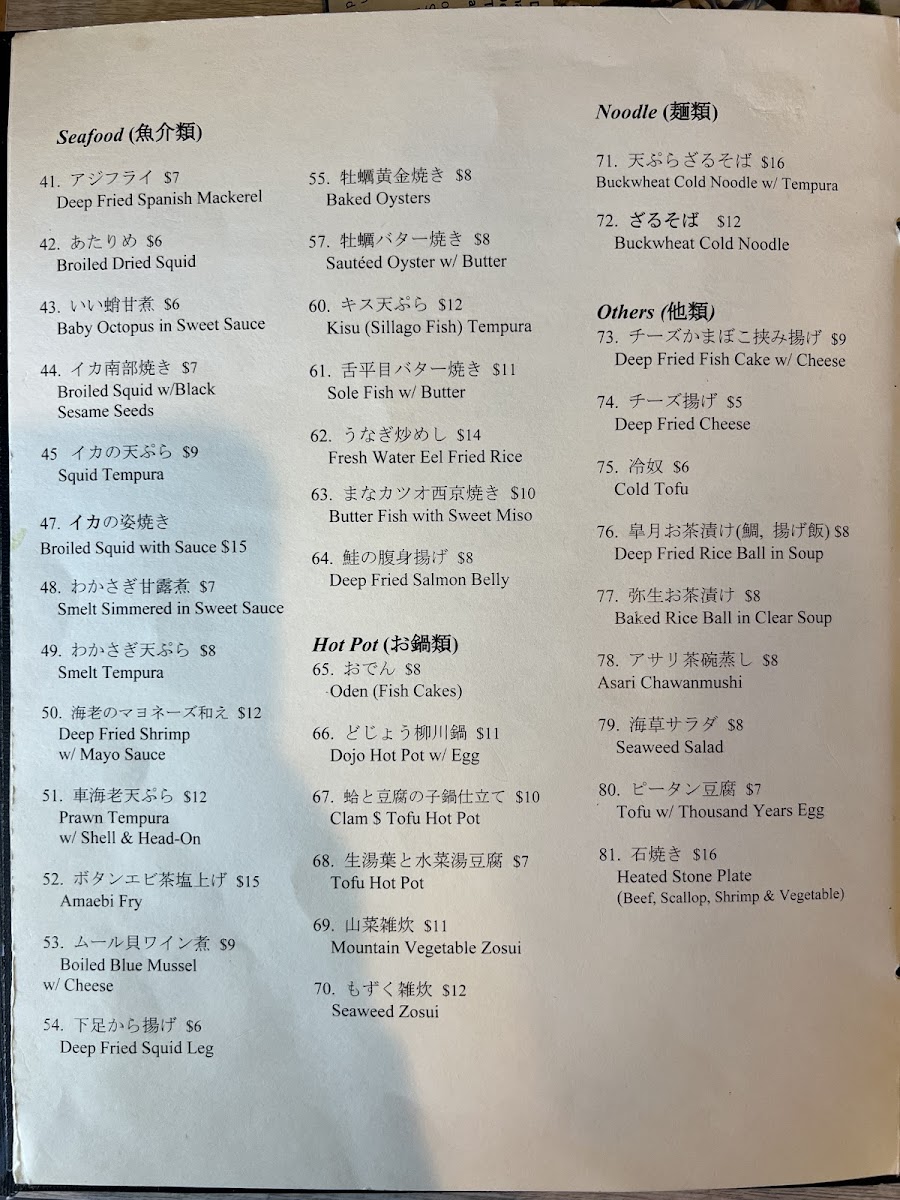 Seafood (魚介類)
41. アジフライ $7
Deep Fried Spanish Mackerel
42. あたりめ $6
Broiled Dried Squid
43. いい蛸甘煮 $6
Baby Octopus in Sweet Sauce
44. イカ南部焼き $7
Broiled Squid w/Black
Sesame Seeds
45 イカの天ぷら $9
Squid Tempura
47. イカの姿焼き
Broiled Squid with Sauce $15
48. わかさぎ甘露煮 $7
Smelt Simmered in Sweet Sauce
49. わかさぎ天ぷら $8
Smelt Tempura
50. 海老のマヨネーズ和え $12
Deep Fried Shrimp
w/ Mayo Sauce
51. 車海老天ぷら $12
Prawn Tempura
w/ Shell & Head-On
52. ボタンエビ茶塩上げ $15
Amaebi Fry
53. ムール貝ワイン煮 $9
Boiled Blue Mussel
w/ Cheese
54. 下足から揚げ $6
Deep Fried Squid Leg
55. 牡蠣黄金焼き $8
Baked Oysters
57. 牡蠣バター焼き $8
Sautéed Oyster w/ Butter
60. キス天ぷら $12
Kisu (Sillago Fish) Tempura
61. 舌平目バター焼き $11
Sole Fish w/ Butter
62. うなぎ炒めし $14
Fresh Water Eel Fried Rice
63. まなカツオ西京焼き $10
Butter Fish with Sweet Miso
64. 鮭の腹身揚げ $8
Deep Fried Salmon Belly
Hot Pot (お鍋類)
65. おでん $8
Oden (Fish Cakes)
66. どじょう柳川鍋 $11
Dojo Hot Pot w/ Egg
67. 蛤と豆腐の子鍋仕立て $10
Clam $ Tofu Hot Pot
68. 生湯葉と水菜湯豆腐 $7
Tofu Hot Pot
69. 山菜雑炊 $11
Mountain Vegetable Zosui
70. もずく雑炊 $12
Seaweed Zosui
Noodle (麺類)
71. 天ぷらざるそば $16
Buckwheat Cold Noodle w/ Tempura
72. ざるそば $12
Buckwheat Cold Noodle
Others (他類)
73. チーズかまぼこ挟み揚げ $9
Deep Fried Fish Cake w/ Cheese
74. チーズ揚げ $5
Deep Fried Cheese
75. 冷奴 $6
Cold Tofu
76. 皐月お茶漬け(鯛, 揚げ飯) $8
Deep Fried Rice Ball in Soup
77. 弥生お茶漬け $8
Baked Rice Ball in Clear Soup
78. アサリ茶碗蒸し $8
Asari Chawanmushi
79. 海草サラダ $8
Seaweed Salad
80. ピータン豆腐 $7
Tofu w/ Thousand Years Egg
81. 石焼き $16
Heated Stone Plate
(Beef, Scallop, Shrimp & Vegetable)